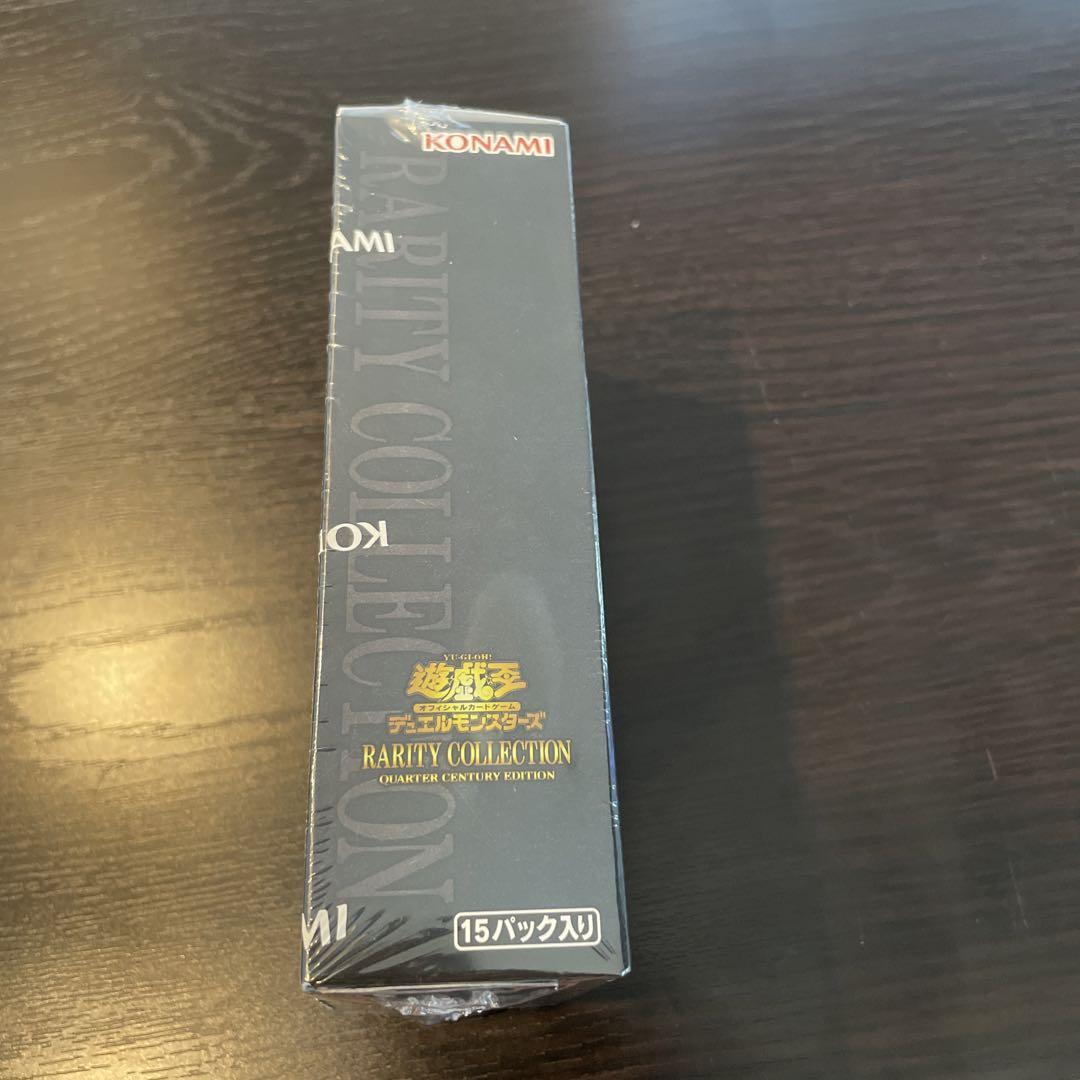 KONAMI
AMI
KO
RARITY COLLECTION
YU-GI-OH!
遊戯王
オフィシャルカードゲーム
デュエルモンスターズ
RARITY COLLECTION
QUARTER CENTURY EDITION
MI
15パック入り